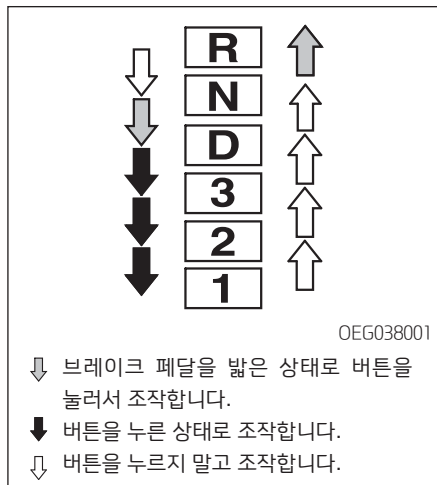 R
N
D
3
2
1
OEG038001
브레이크 페달을 밟은 상태로 버튼을
눌러서 조작합니다.
버튼을 누른 상태로 조작합니다.
버튼을 누르지 말고 조작합니다.